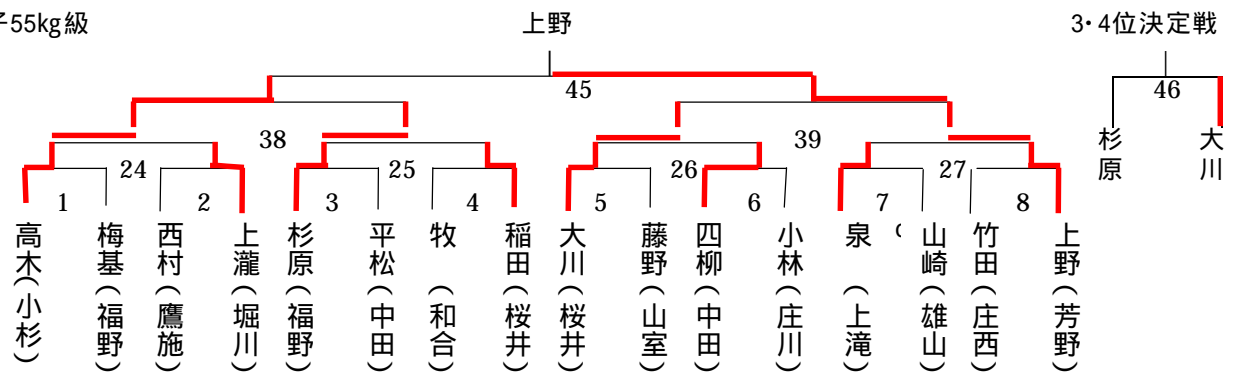 子55kg級
上野
3・4位決定戦
45
46
38
39
杉原
大川
24
25
26
27
1
2
3
4
5
6
7
8
高木(小杉)
梅基(福野)
西村(鷹施)
上瀧(堀川)
杉原(福野)
平松(中田)
牧 (和合)
稲田(桜井)
大川(桜井)
藤野(山室)
四柳(中田)
小林(庄川)
泉 (上滝)
山崎(雄山)
竹田(庄西)
上野(芳野)